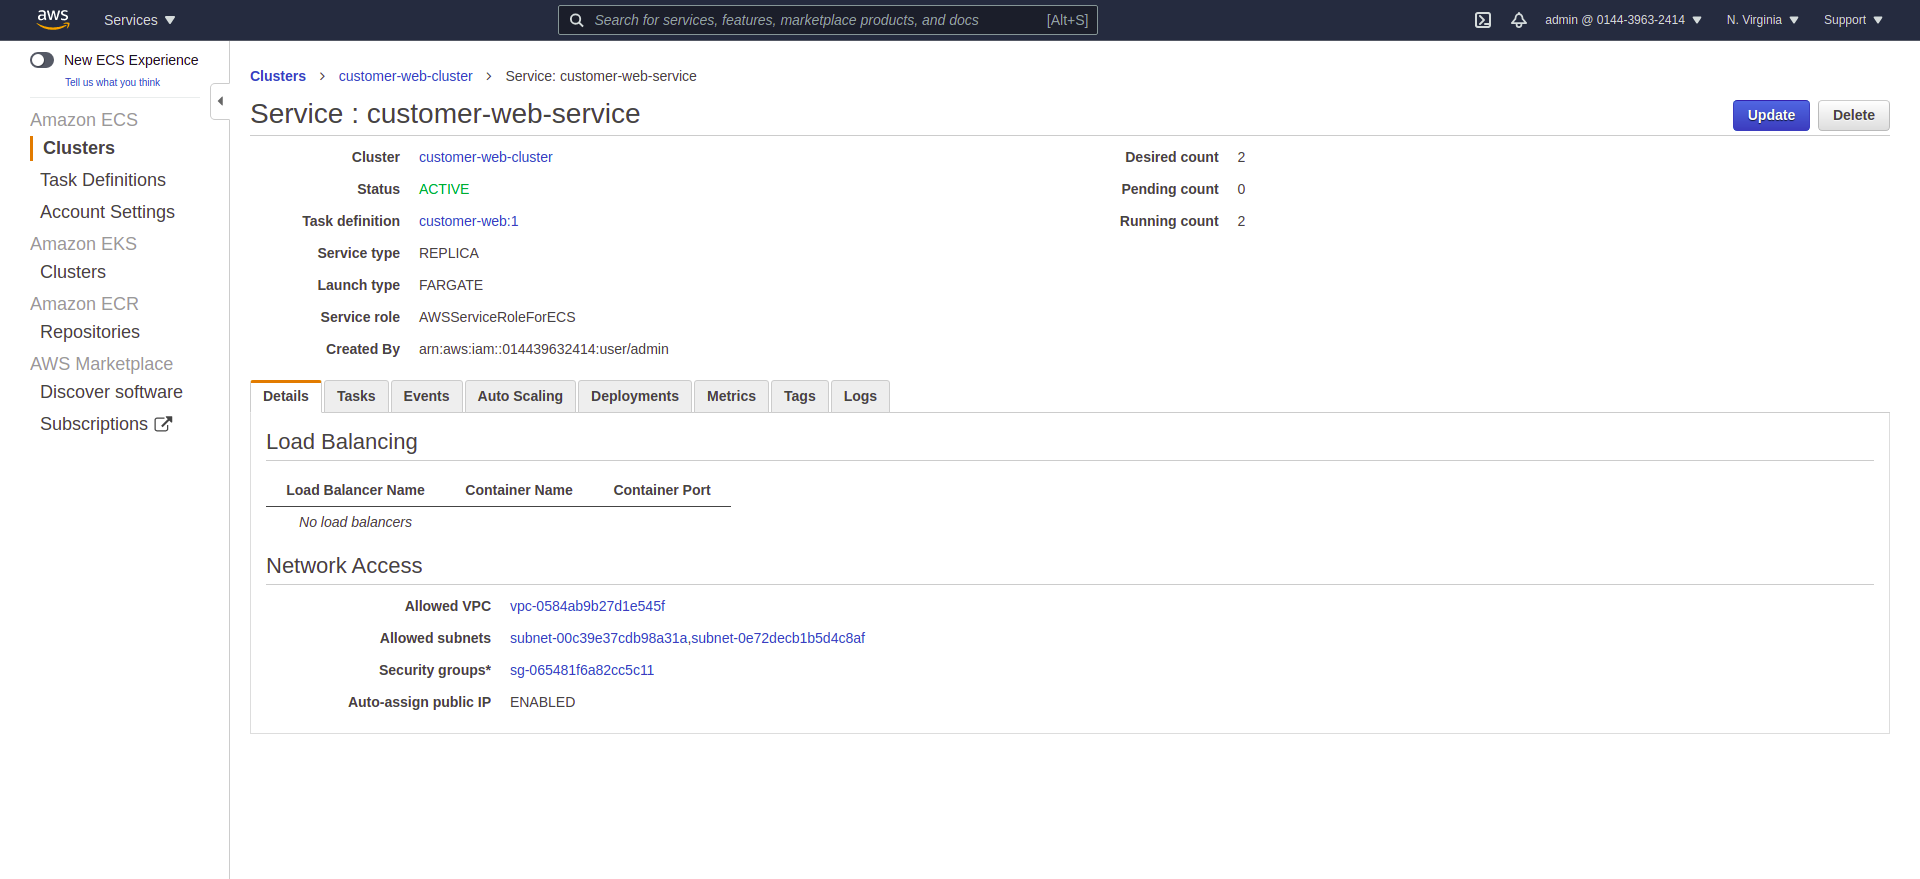 aws Services Search for services, features, marketplace products, and docs [Alt+S] admin @ 0144-3963-2414 N. Virginia Support
New ECS Experience
Tell us what you think
Amazon ECS
Clusters
Task Definitions
Account Settings
Amazon EKS
Clusters
Amazon ECR
Repositories
AWS Marketplace
Discover software
Subscriptions
Clusters > customer-web-cluster > Service: customer-web-service
Service : customer-web-service
Update Delete
Cluster customer-web-cluster
Status ACTIVE
Task definition customer-web:1
Service type REPLICA
Launch type FARGATE
Service role AWSServiceRoleForECS
Created By arn:aws:iam::014439632414:user/admin
Desired count 2
Pending count 0
Running count 2
Details Tasks Events Auto Scaling Deployments Metrics Tags Logs
Load Balancing
Load Balancer Name Container Name Container Port
No load balancers
Network Access
Allowed VPC vpc-0584ab9b27d1e545f
Allowed subnets subnet-00c39e37cdb98a31a,subnet-0e72decb1b5d4c8af
Security groups* sg-065481f6a82cc5c11
Auto-assign public IP ENABLED